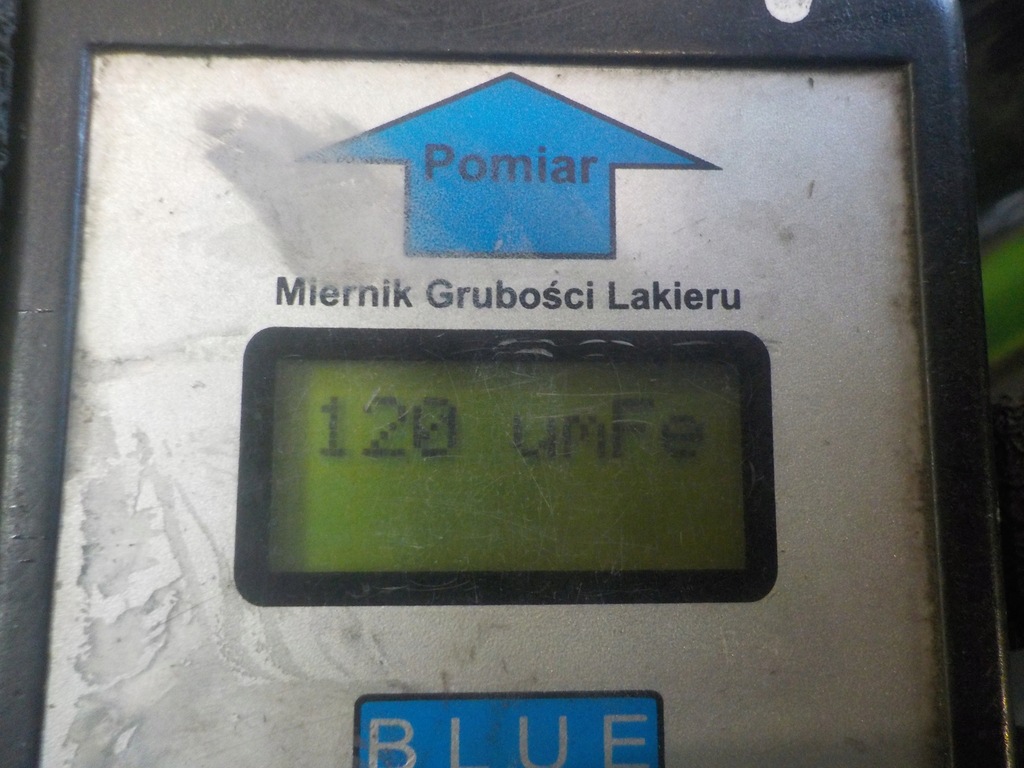 Pomiar
Miernik Grubości Lakieru
120 umFe
BLUE